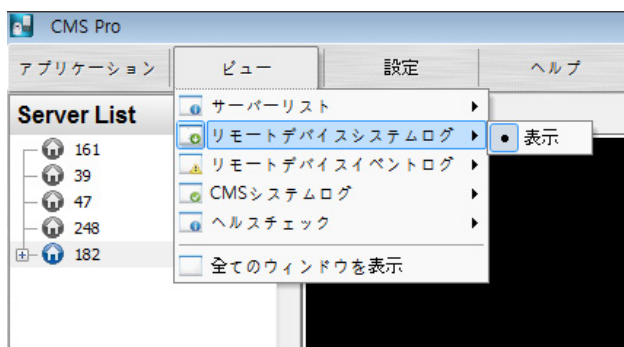 CMS Pro
アプリケーション ビュー 設定 ヘルプ
Server List
161
39
47
248
182
サーバーリスト
リモートデバイスシステムログ
表示
リモートデバイスイベントログ
CMSシステムログ
ヘルスチェック
全てのウィンドウを表示